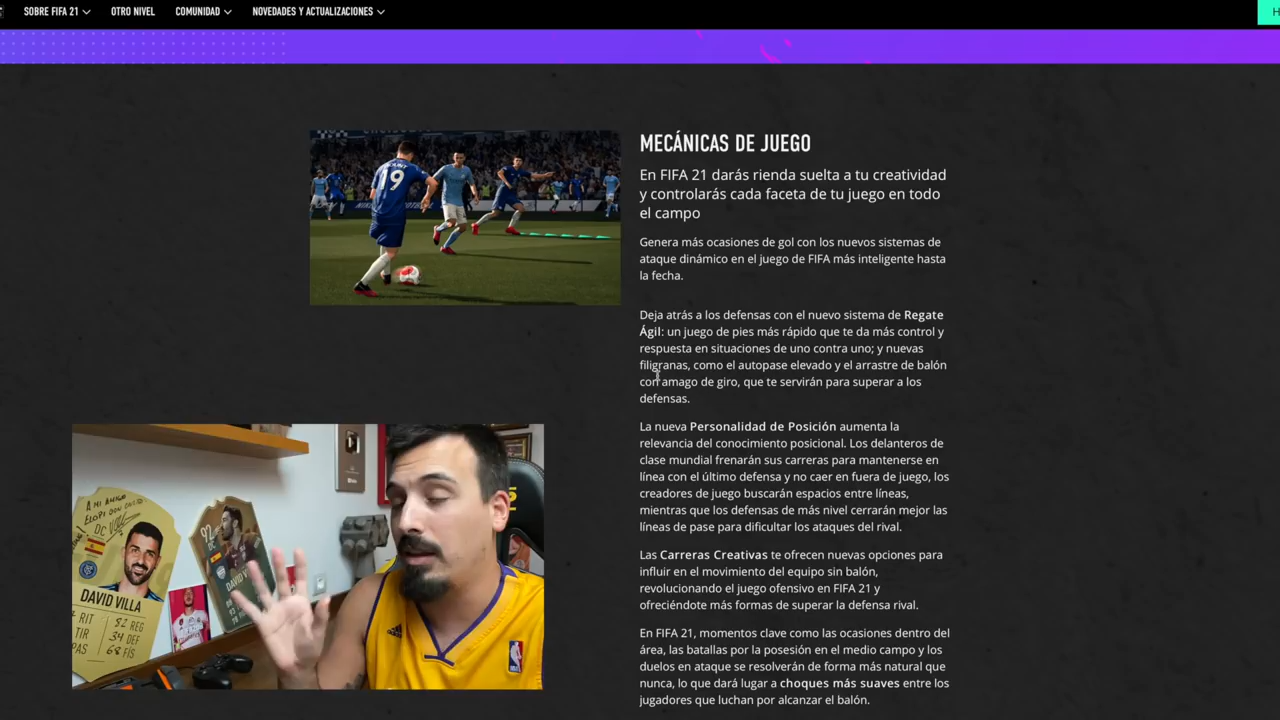 SOBRE FIFA 21
OTRO NIVEL
COMUNIDAD
NOVEDADES Y ACTUALIZACIONES
H
19
MECÁNICAS DE JUEGO
En FIFA 21 darás rienda suelta a tu creatividad
y controlarás cada faceta de tu juego en todo
el campo
Genera más ocasiones de gol con los nuevos sistemas de
ataque dinámico en el juego de FIFA más inteligente hasta
la fecha.
Deja atrás a los defensas con el nuevo sistema de Regate
Ágil: un juego de pies más rápido que te da más control y
respuesta en situaciones de uno contra uno; y nuevas
filigranas, como el autopase elevado y el arrastre de balón
con amago de giro, que te servirán para superar a los
defensas.
La nueva Personalidad de Posición aumenta la
relevancia del conocimiento posicional. Los delanteros de
clase mundial frenarán sus carreras para mantenerse en
línea con el último defensa y no caer en fuera de juego, los
creadores de juego buscarán espacios entre líneas,
mientras que los defensas de más nivel cerrarán mejor las
líneas de pase para dificultar los ataques del rival.
Las Carreras Creativas te ofrecen nuevas opciones para
influir en el movimiento del equipo sin balón,
revolucionando el juego ofensivo en FIFA 21 y
ofreciéndote más formas de superar la defensa rival.
En FIFA 21, momentos clave como las ocasiones dentro del
área, las batallas por la posesión en el medio campo y los
duelos en ataque se resolverán de forma más natural que
nunca, lo que dará lugar a choques más suaves entre los
jugadores que luchan por alcanzar el balón.
A MI AMIGO
DC
DAVID VILLA
RIT 92 REG
TIR 34 DEF
PAS 68 FÍS
92
DAVID
NBA